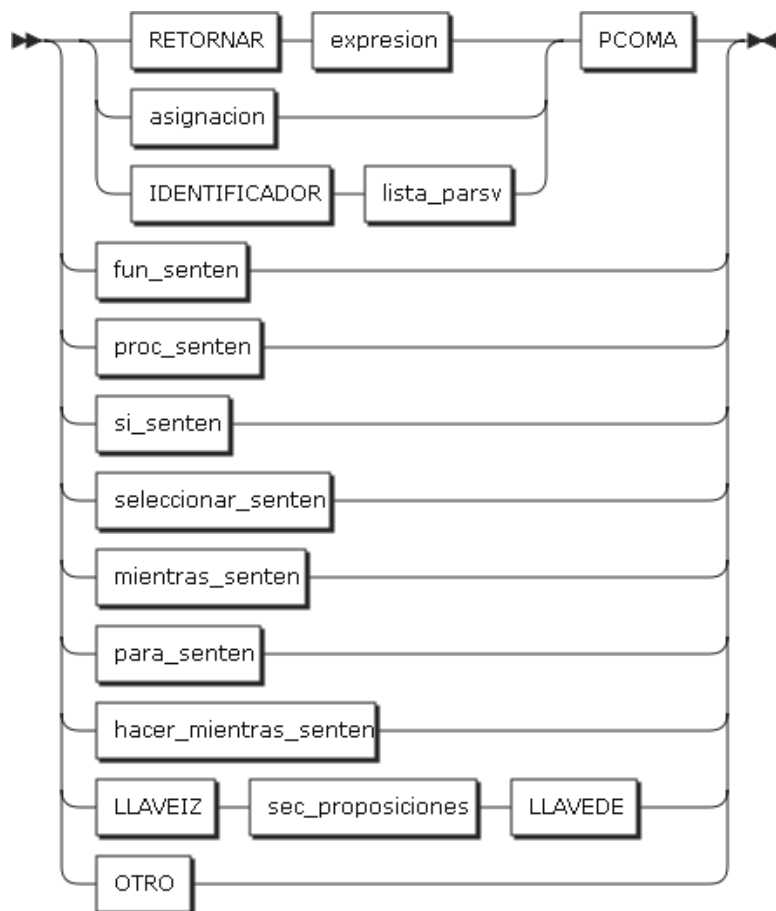 RETORNAR expresion PCOMA
asignacion
IDENTIFICADOR lista_parsv
fun_senten
proc_senten
si_senten
seleccionar_senten
mientras_senten
para_senten
hacer_mientras_senten
LLAVEIZ sec_proposiciones LLAVEDE
OTRO